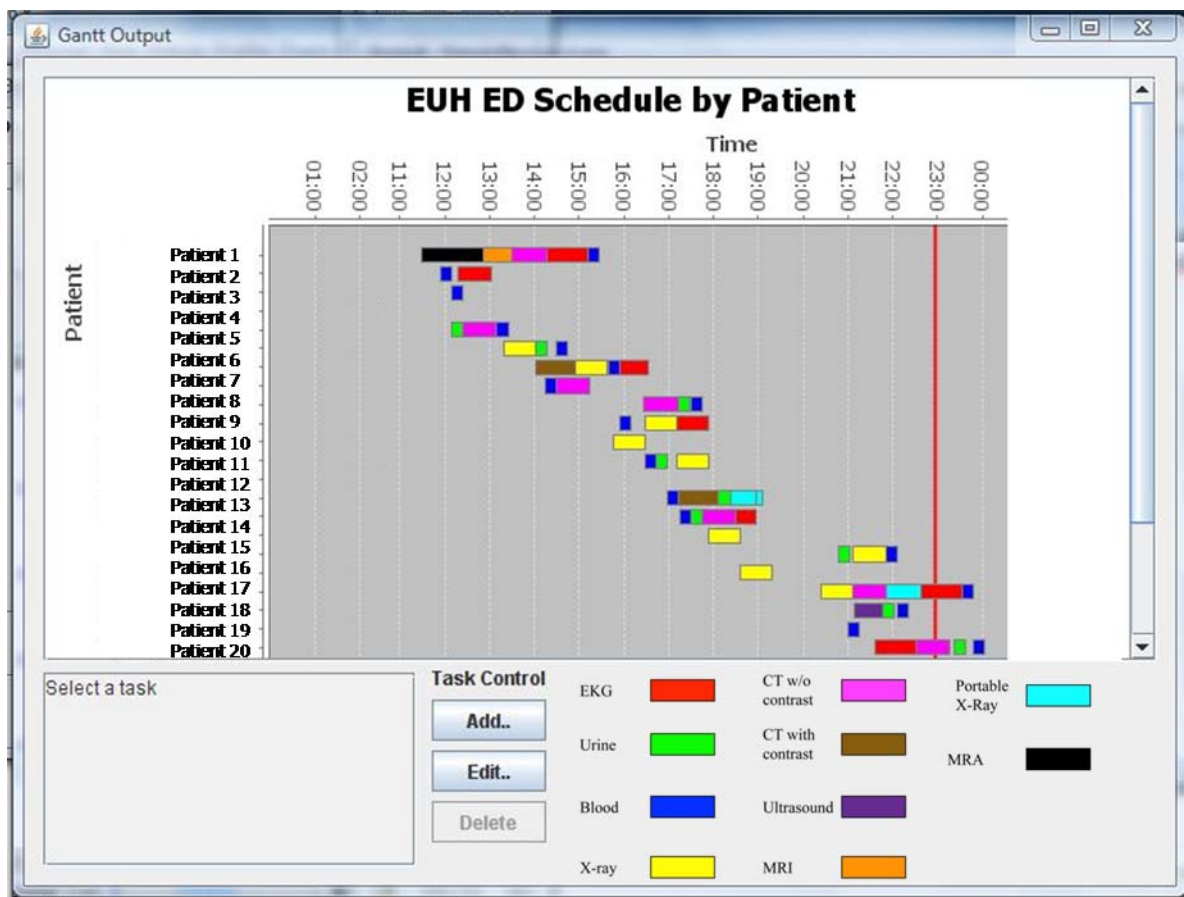 Gantt Output
EUH ED Schedule by Patient
Time
01:00
02:00
11:00
12:00
13:00
14:00
15:00
16:00
17:00
18:00
19:00
20:00
21:00
22:00
23:00
00:00
Patient
Patient 1
Patient 2
Patient 3
Patient 4
Patient 5
Patient 6
Patient 7
Patient 8
Patient 9
Patient 10
Patient 11
Patient 12
Patient 13
Patient 14
Patient 15
Patient 16
Patient 17
Patient 18
Patient 19
Patient 20
Select a task
Task Control
Add..
Edit..
Delete
EKG
Urine
Blood
X-ray
CT w/o
contrast
CT with
contrast
Ultrasound
MRI
Portable
X-Ray
MRA